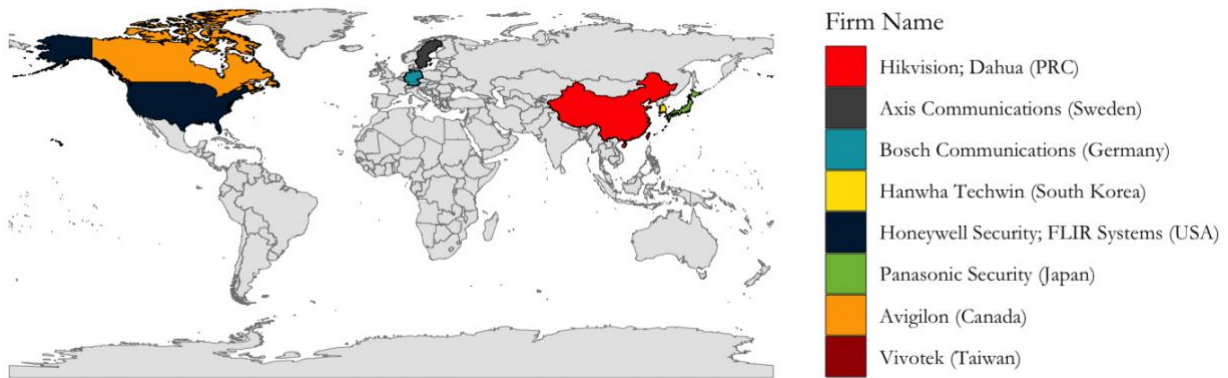 Firm Name
Hikvision; Dahua (PRC)
Axis Communications (Sweden)
Bosch Communications (Germany)
Hanwha Techwin (South Korea)
Honeywell Security; FLIR Systems (USA)
Panasonic Security (Japan)
Avigilon (Canada)
Vivotek (Taiwan)